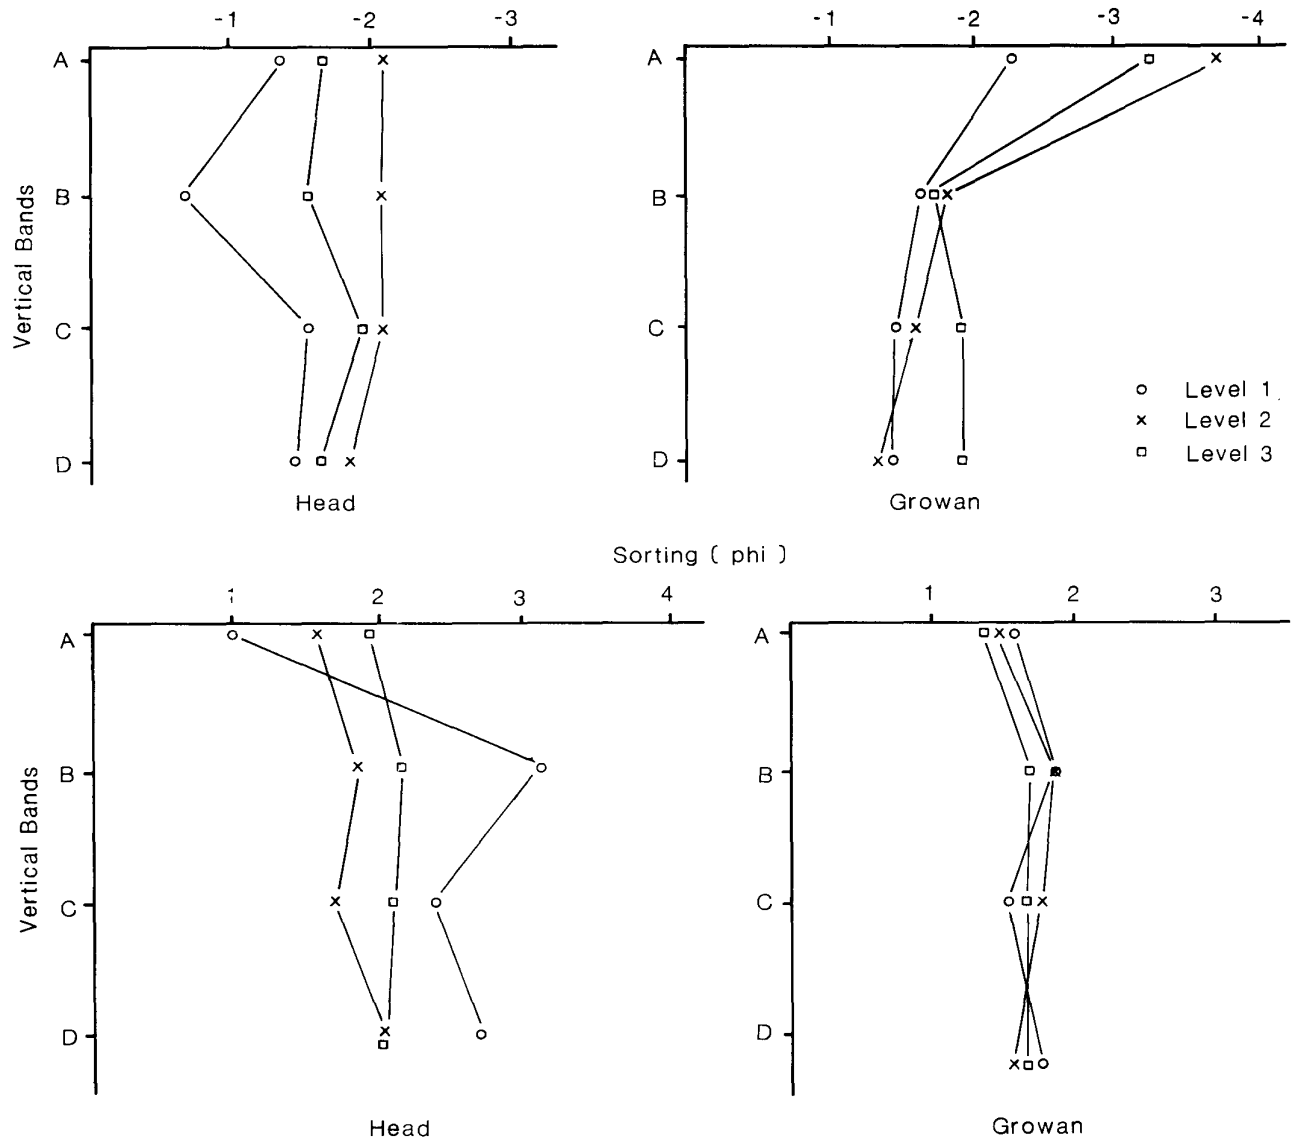 -1 -2 -3
-1 -2 -3 -4
A
B
C
D
Vertical Bands
Head
A
B
C
D
o Level 1
x Level 2
□ Level 3
Growan
Sorting ( phi )
1 2 3 4
1 2 3
A
B
C
D
Vertical Bands
Head
A
B
C
D
Growan